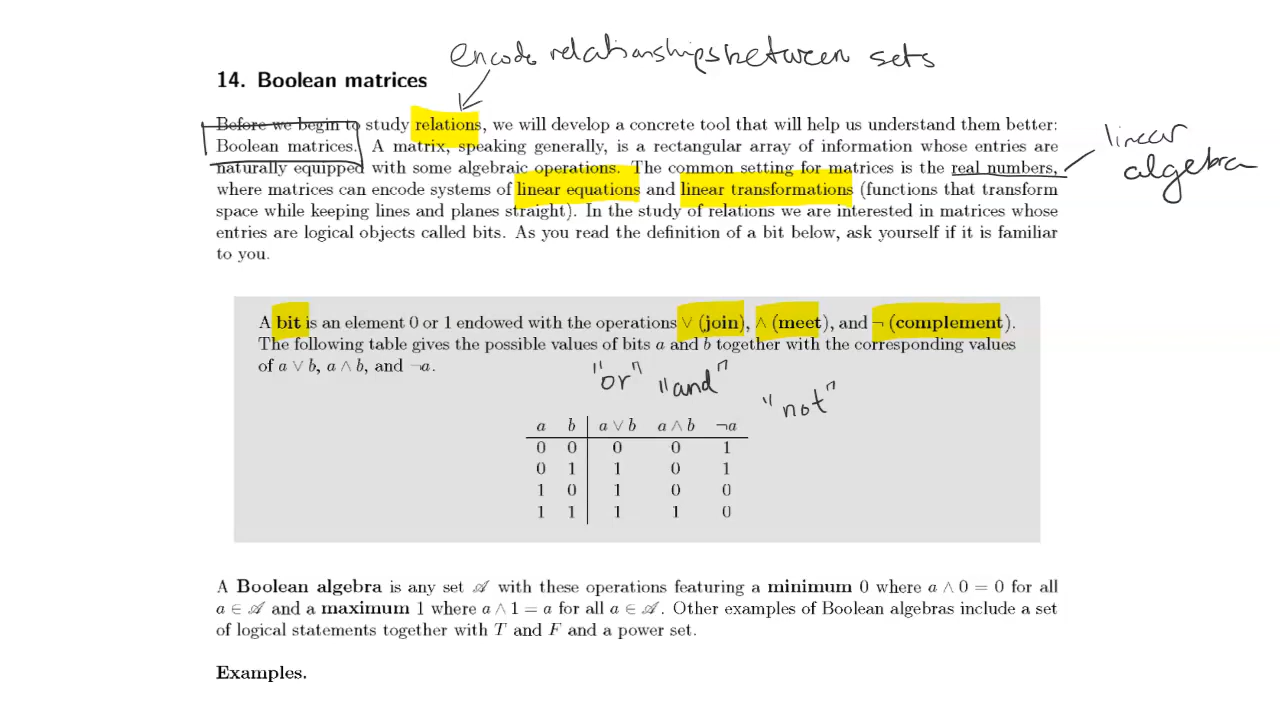 encode relationships between sets
14. Boolean matrices
Before we begin to study relations, we will develop a concrete tool that will help us understand them better:
Boolean matrices. A matrix, speaking generally, is a rectangular array of information whose entries are
naturally equipped with some algebraic operations. The common setting for matrices is the real numbers,
where matrices can encode systems of linear equations and linear transformations (functions that transform
space while keeping lines and planes straight). In the study of relations we are interested in matrices whose
entries are logical objects called bits. As you read the definition of a bit below, ask yourself if it is familiar
to you.
linear
algebra
A bit is an element 0 or 1 endowed with the operations ∨ (join), ∧ (meet), and ¬ (complement).
The following table gives the possible values of bits a and b together with the corresponding values
of a ∨ b, a ∧ b, and ¬a.
"or" "and" "not"
a b a ∨ b a ∧ b ¬a
0 0 0 0 1
0 1 1 0 1
1 0 1 0 0
1 1 1 1 0
A Boolean algebra is any set 𝒜 with these operations featuring a minimum 0 where a ∧ 0 = 0 for all
a ∈ 𝒜 and a maximum 1 where a ∧ 1 = a for all a ∈ 𝒜. Other examples of Boolean algebras include a set
of logical statements together with T and F and a power set.
Examples.